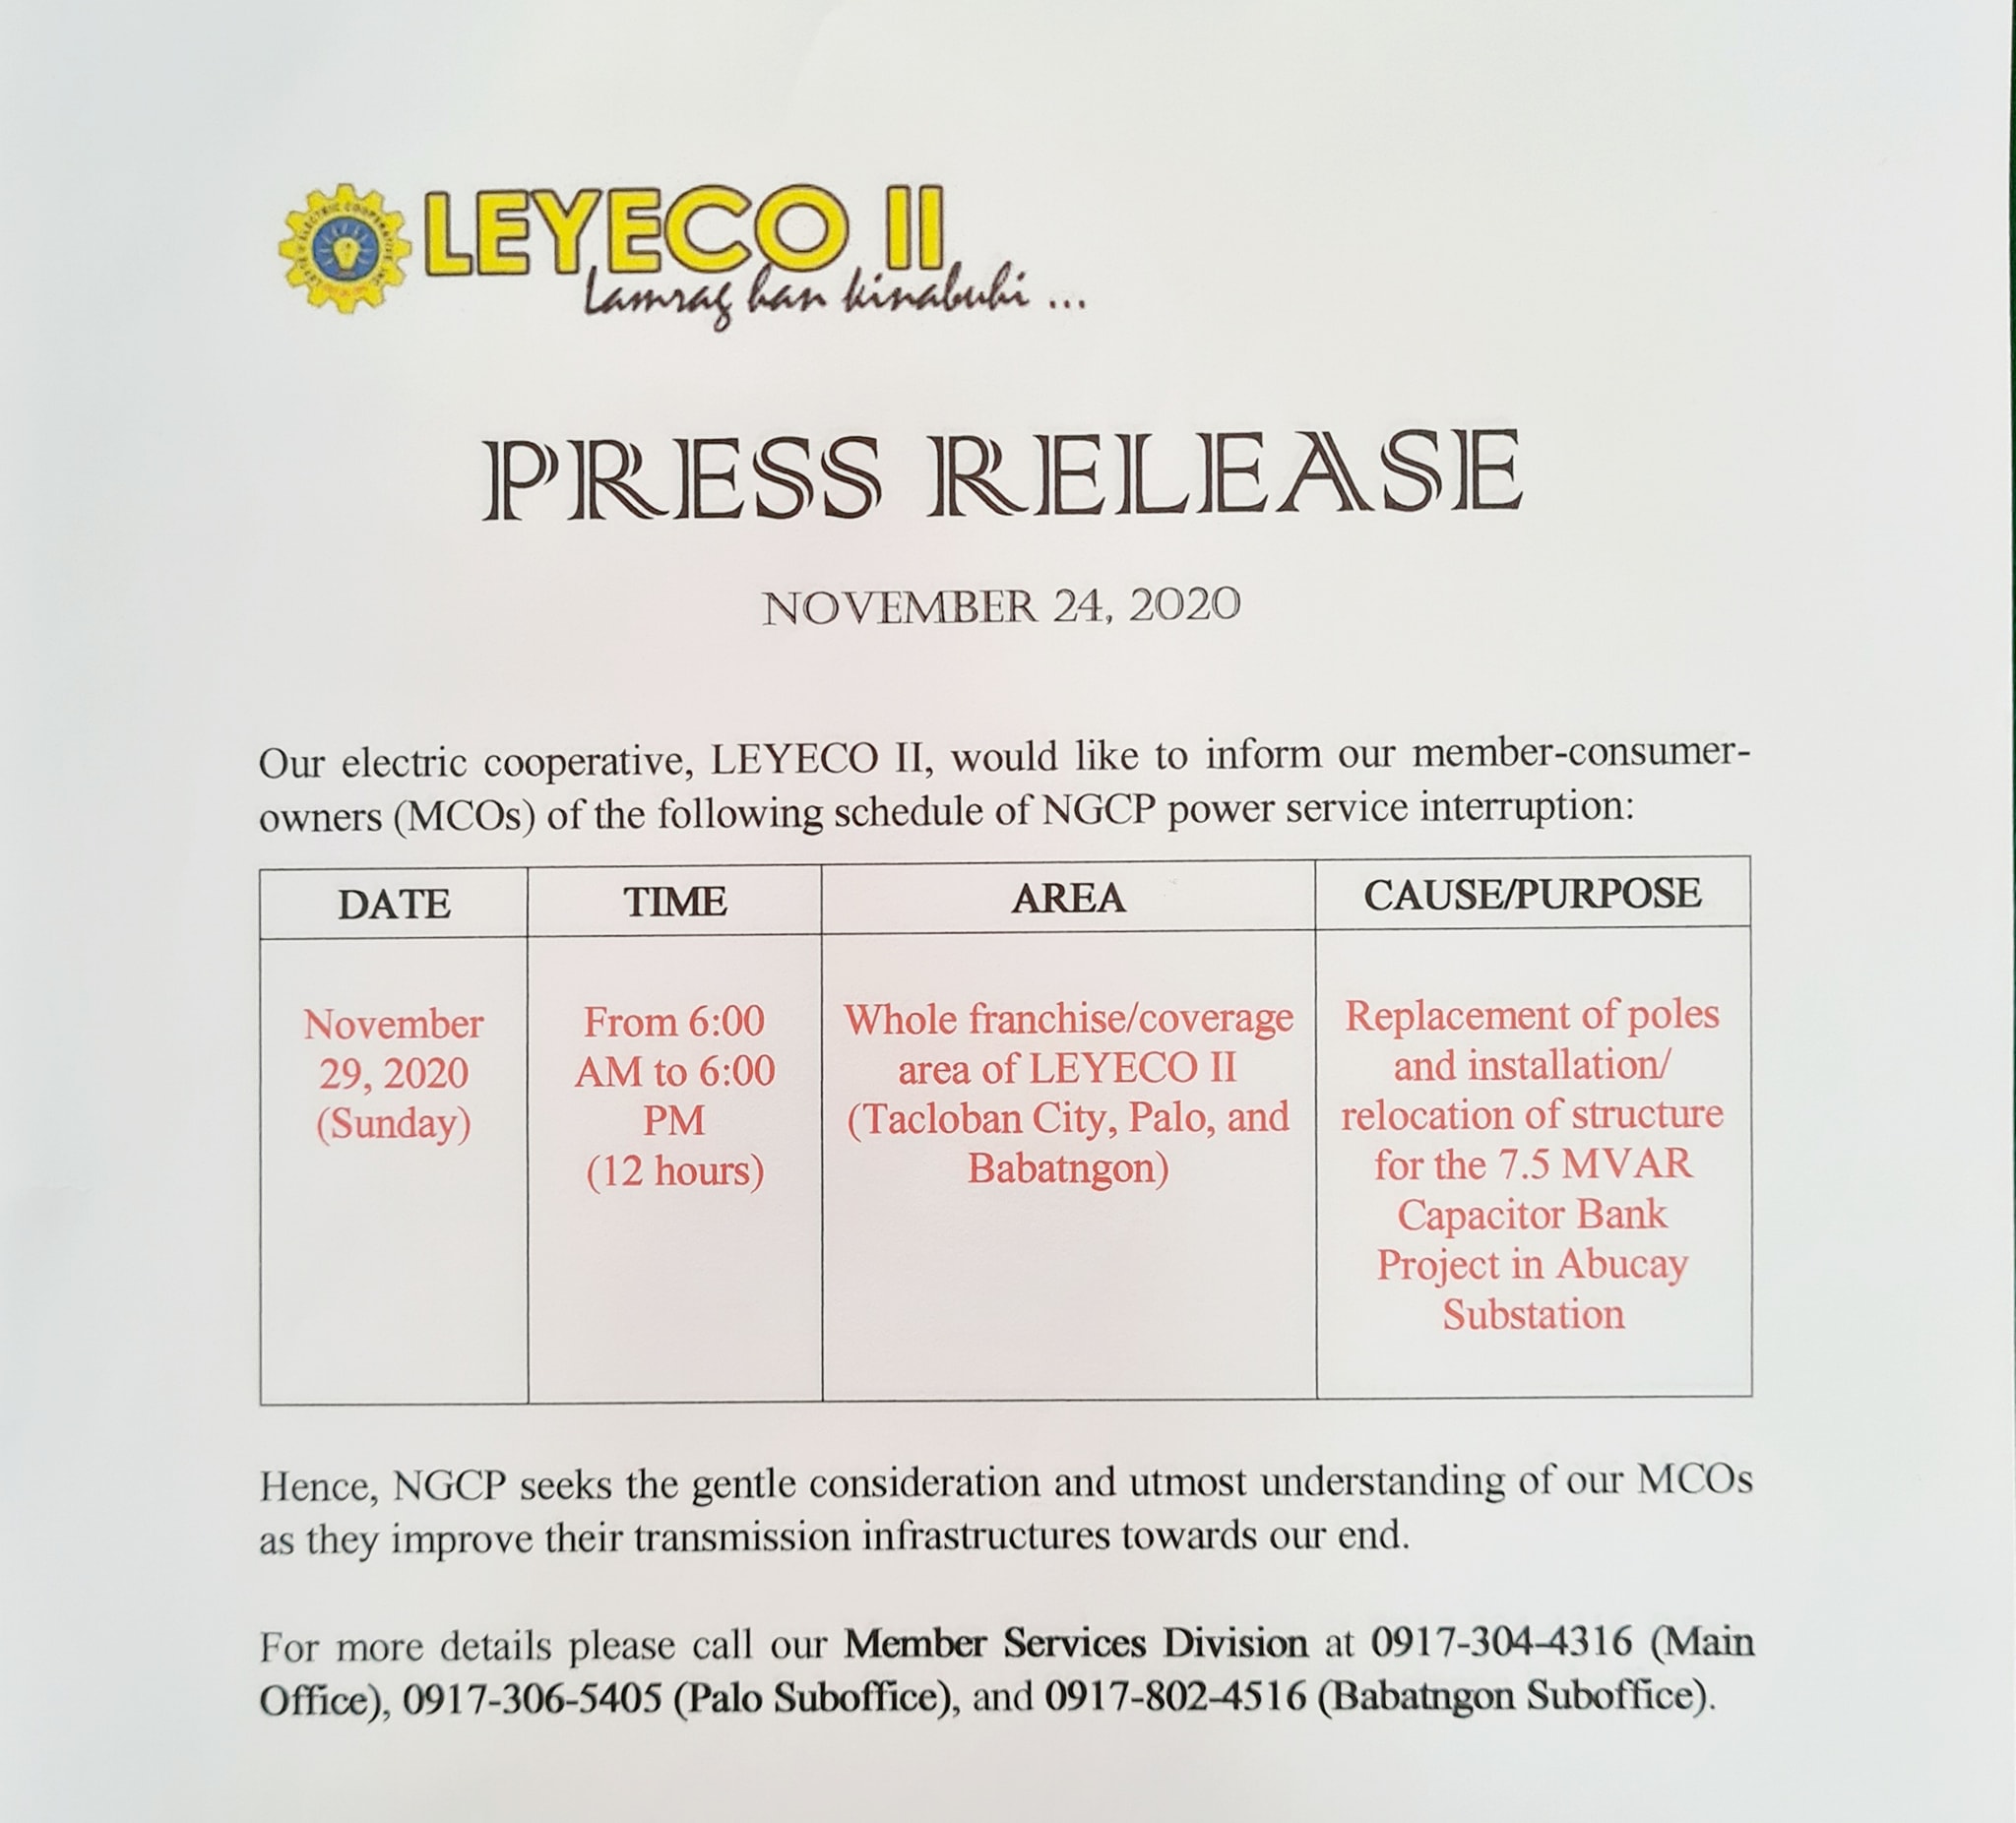 LEYECO II
Lamrag han kinabuhi ...
PRESS RELEASE
NOVEMBER 24, 2020
Our electric cooperative, LEYECO II, would like to inform our member-consumer-
owners (MCOs) of the following schedule of NGCP power service interruption:
DATE
TIME
AREA
CAUSE/PURPOSE
November
29, 2020
(Sunday)
From 6:00
AM to 6:00
PM
(12 hours)
Whole franchise/coverage
area of LEYECO II
(Tacloban City, Palo, and
Babatngon)
Replacement of poles
and installation/
relocation of structure
for the 7.5 MVAR
Capacitor Bank
Project in Abucay
Substation
Hence, NGCP seeks the gentle consideration and utmost understanding of our MCOs
as they improve their transmission infrastructures towards our end.
For more details please call our Member Services Division at 0917-304-4316 (Main
Office), 0917-306-5405 (Palo Suboffice), and 0917-802-4516 (Babatngon Suboffice).